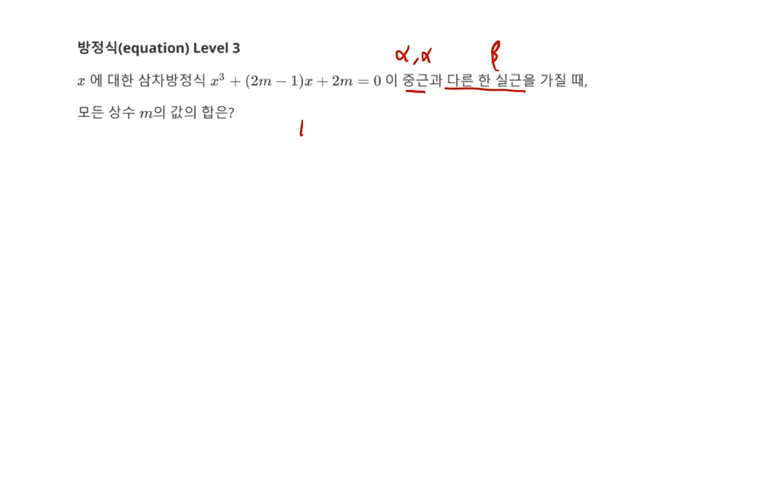 방정식(equation) Level 3
α, α β
x 에 대한 삼차방정식 x³ + (2m − 1)x + 2m = 0 이 중근과 다른 한 실근을 가질 때,
모든 상수 m의 값의 합은?